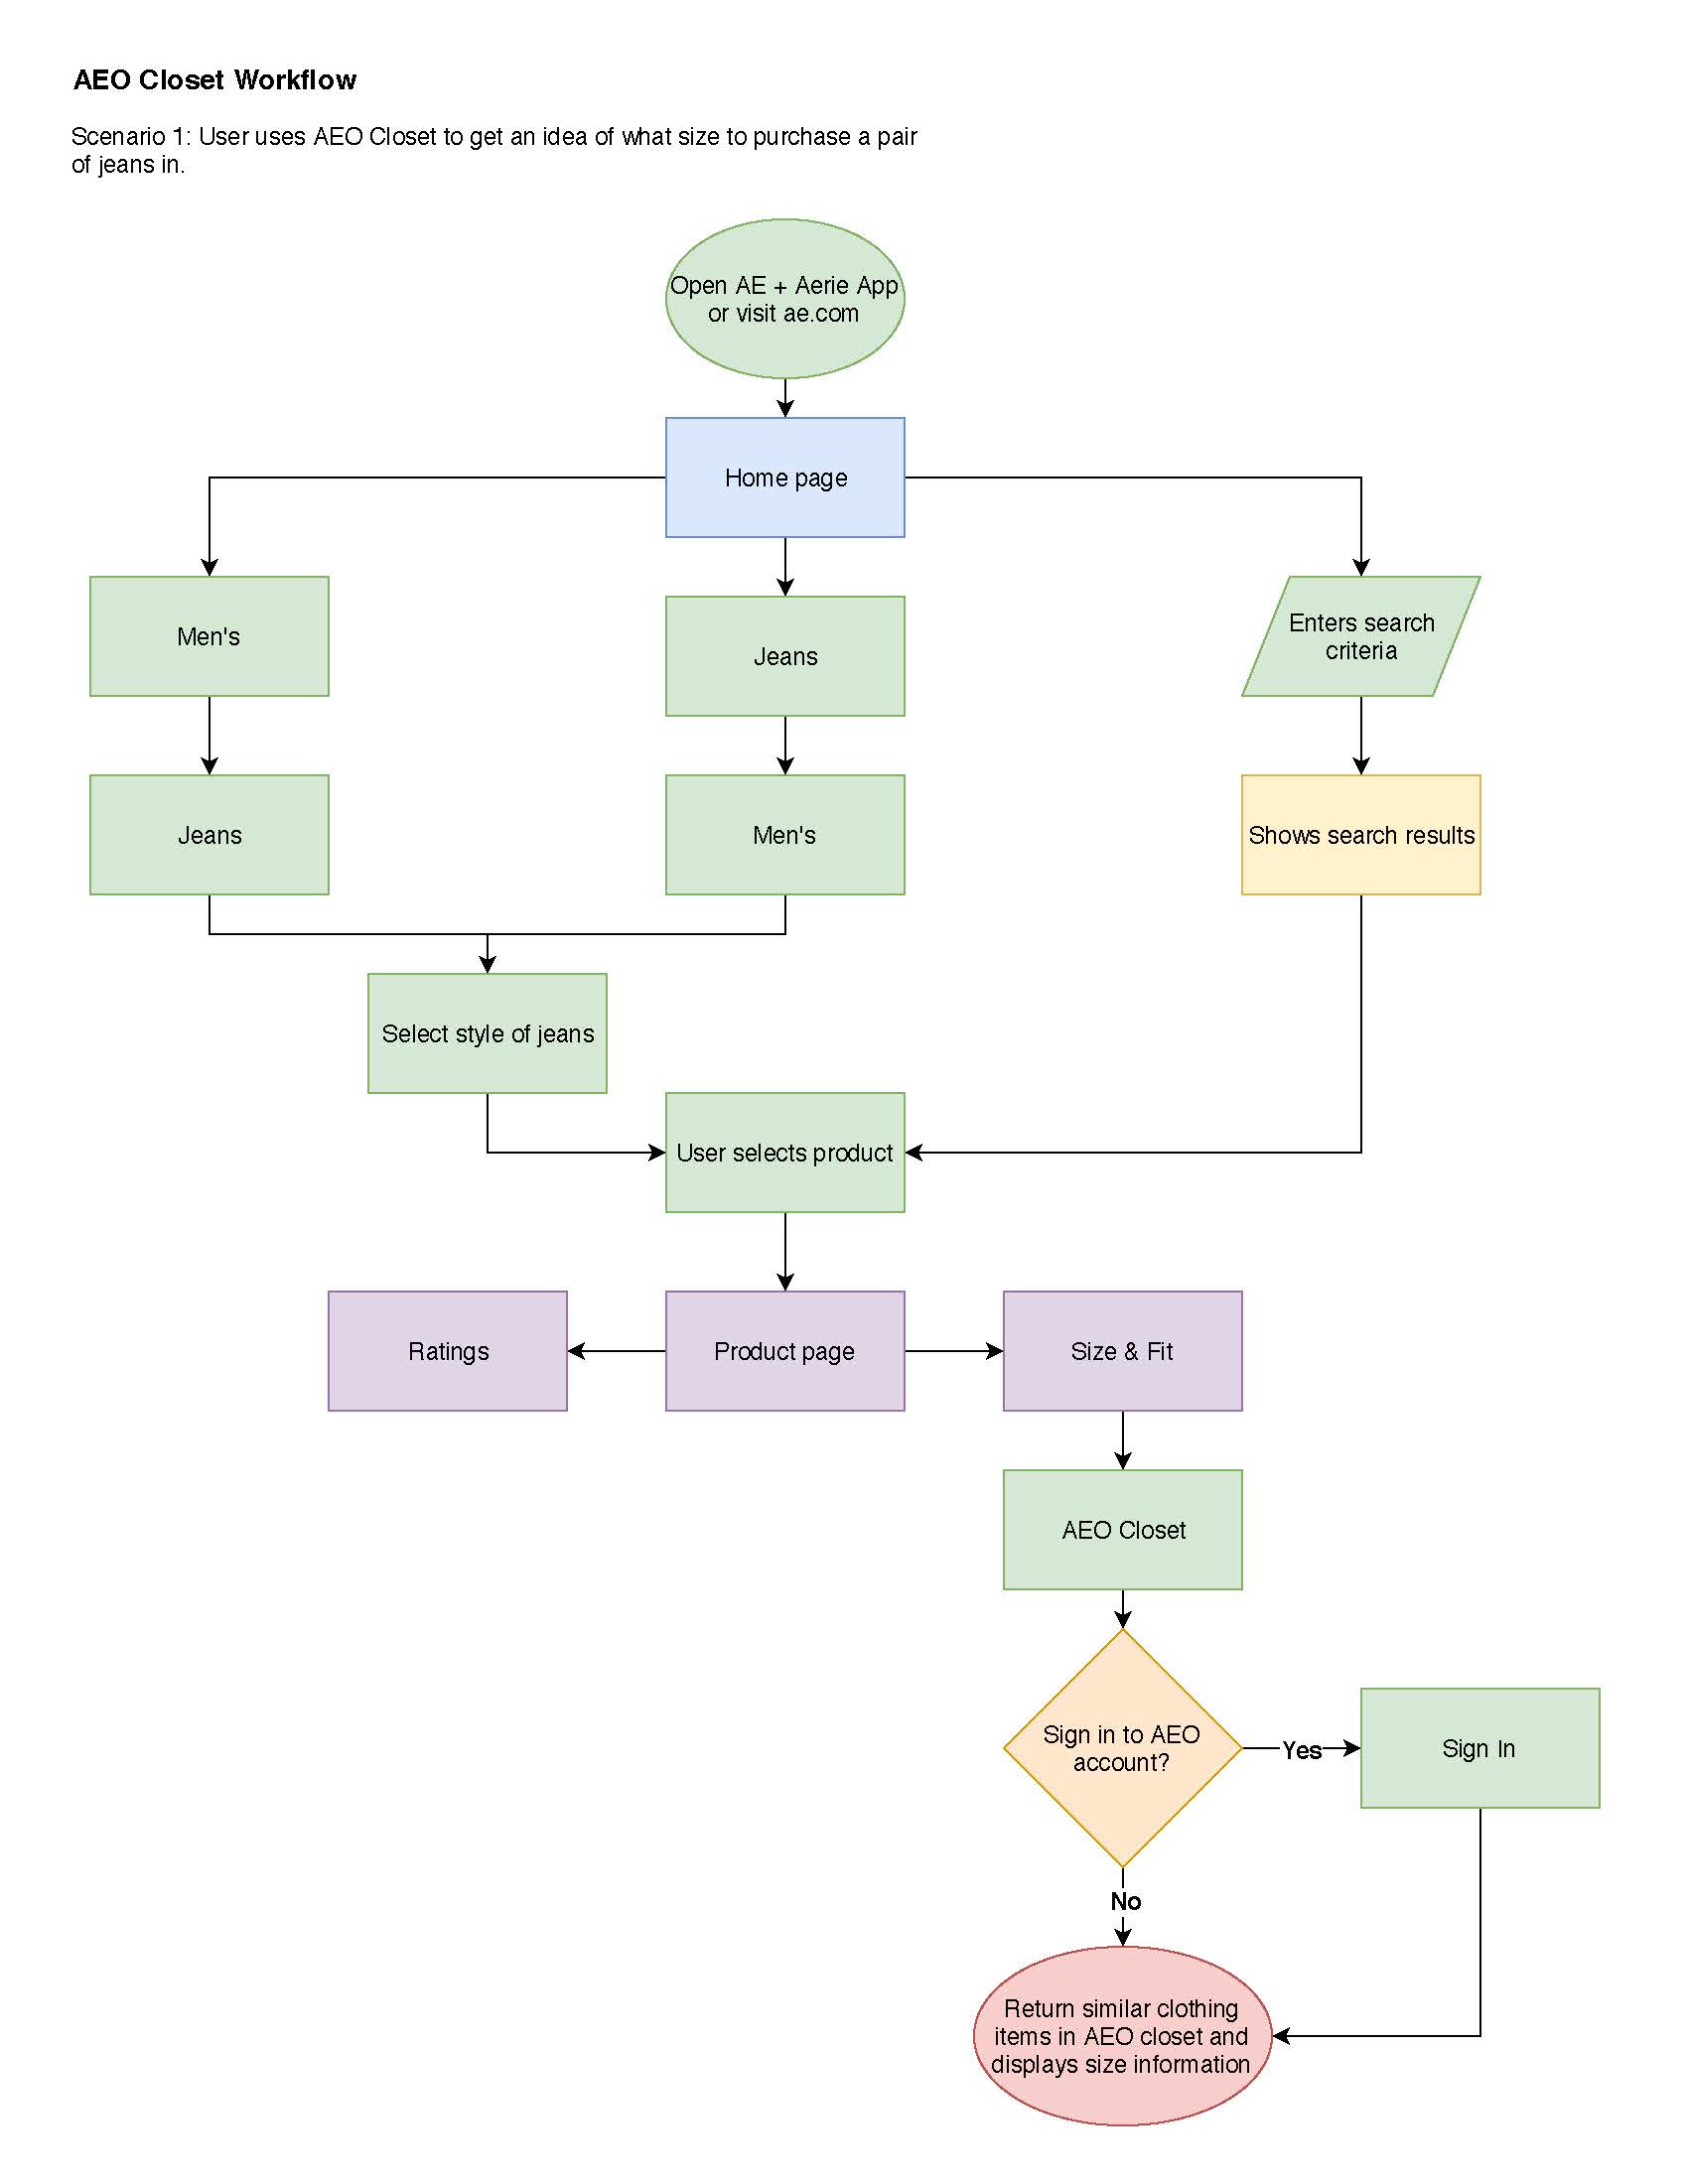 AEO Closet Workflow
Scenario 1: User uses AEO Closet to get an idea of what size to purchase a pair
of jeans in.
Open AE + Aerie App
or visit ae.com
Home page
Men's
Jeans
Enters search
criteria
Jeans
Men's
Shows search results
Select style of jeans
User selects product
Ratings
Product page
Size & Fit
AEO Closet
Sign in to AEO
account?
Yes
Sign In
No
Return similar clothing
items in AEO closet and
displays size information